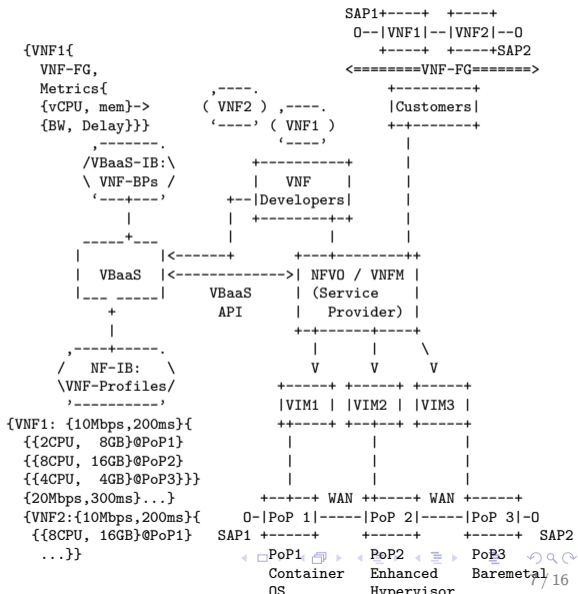 SAP1+----+  +----+
O--|VNF1|--|VNF2|--O
{VNF1{                                   +----+  +----+SAP2
  VNF-FG,                            <========VNF-FG=======>
  Metrics{              ,----.            +----------+
  {vCPU, mem}->        ( VNF2 ) ,----.    |Customers|
  {BW, Delay}}}         ‘----’ ( VNF1 )   +-+--------+
        ,-------.               ‘----’      |
       /VBaaS-IB:\           +-----------+  |
       \ VNF-BPs /           |    VNF    |  |
        ‘---+---’         +--|Developers|   |
            |             |  +---------+-+  |
       _____+___          |            |    |
      |         |<------+         +----+--------++
      |  VBaaS  |<-------------->| NFVO / VNFM |
      |___ _____|     VBaaS      | (Service    |
          +            API       |   Provider) |
          |                      +--+------+----+
    ,----+-----.                    |      |    \
   /   NF-IB:   \                   V      V     V
   \VNF-Profiles/                +------+ +-----+ +-----+
    ’----------’                 |VIM1 | |VIM2 | |VIM3 |
{VNF1: {10Mbps,200ms}{           ++----+ +--+--+ +---+-+
  {{2CPU,  8GB}@PoP1}             |        |        |
  {{8CPU, 16GB}@PoP2}             |        |        |
  {{4CPU,  4GB}@PoP3}}}           |        |        |
  {20Mbps,300ms}...}           +---+--+ WAN ++-----+ WAN +------+
{VNF2:{10Mbps,200ms}{        O-|PoP 1|-----|PoP 2|-----|PoP 3|-O
  {{8CPU, 16GB}@PoP1}   SAP1 +------+     +------+     +------+ SAP2
  ...}}                        PoP1         PoP2         PoP3
Container   Enhanced   Baremetal
OS          Hypervisor
7 / 16